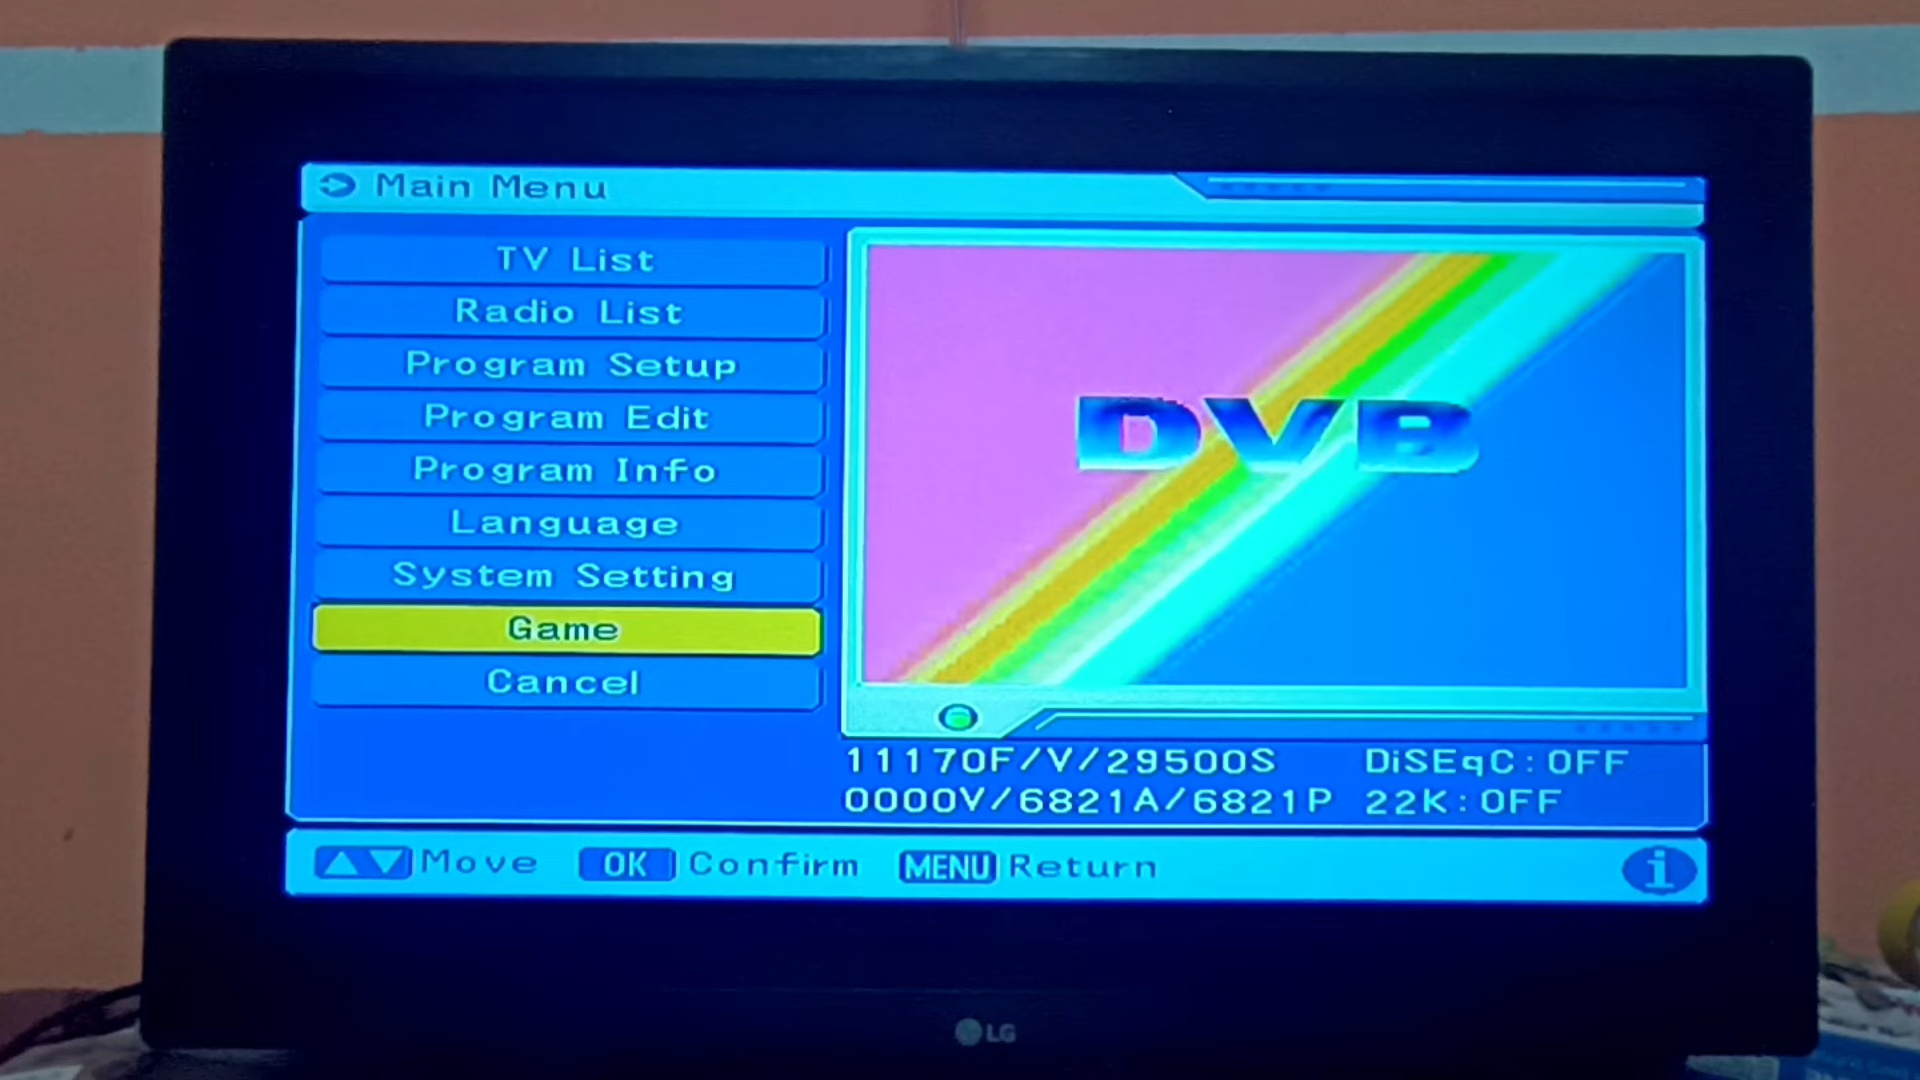 Main Menu
TV List
Radio List
Program Setup
Program Edit
Program Info
Language
System Setting
Game
Cancel
DVB
11170F/V/29500S DiSEqC:OFF
0000V/6821A/6821P 22K:OFF
Move OK Confirm MENU Return i
LG